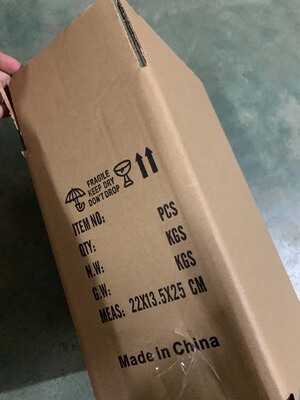 FRAGILE
KEEP DRY
DON'T DROP
ITEM NO:
QTY: PCS
N.W: KGS
G.W: KGS
MEAS: 22X13.5X25 CM
Made in China